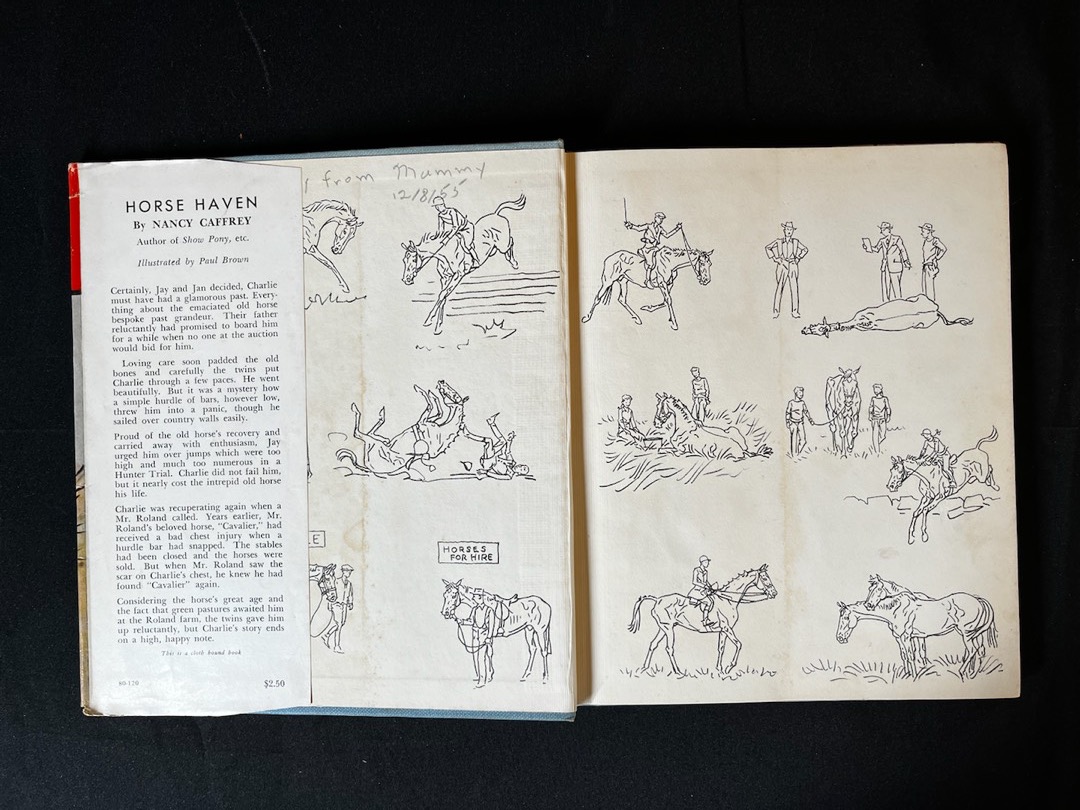 HORSE HAVEN
By NANCY CAFFREY
Author of Show Pony, etc.
Illustrated by Paul Brown
Certainly, Jay and Jan decided, Charlie
must have had a glamorous past. Every-
thing about the emaciated old horse
bespoke past grandeur. Their father
reluctantly had promised to board him
for a while when no one at the auction
would bid for him.
Loving care soon padded the old
bones and carefully the twins put
Charlie through a few paces. He went
beautifully. But it was a mystery how
a simple hurdle of bars, however low,
threw him into a panic, though he
sailed over country walls easily.
Proud of the old horse's recovery and
carried away with enthusiasm, Jay
urged him over jumps which were too
high and much too numerous in a
Hunter Trial. Charlie did not fail him,
but it nearly cost the intrepid old horse
his life.
Charlie was recuperating again when a
Mr. Roland called. Years earlier, Mr.
Roland's beloved horse, "Cavalier," had
received a bad chest injury when a
hurdle bar had snapped. The stables
had been closed and the horses were
sold. But when Mr. Roland saw the
scar on Charlie's chest, he knew he had
found "Cavalier" again.
Considering the horse's great age and
the fact that green pastures awaited him
at the Roland farm, the twins gave him
up reluctantly, but Charlie's story ends
on a high, happy note.
This is a cloth bound book
80-120 $2.50
from Mummy
12/8/55
LE
HORSES
FOR HIRE